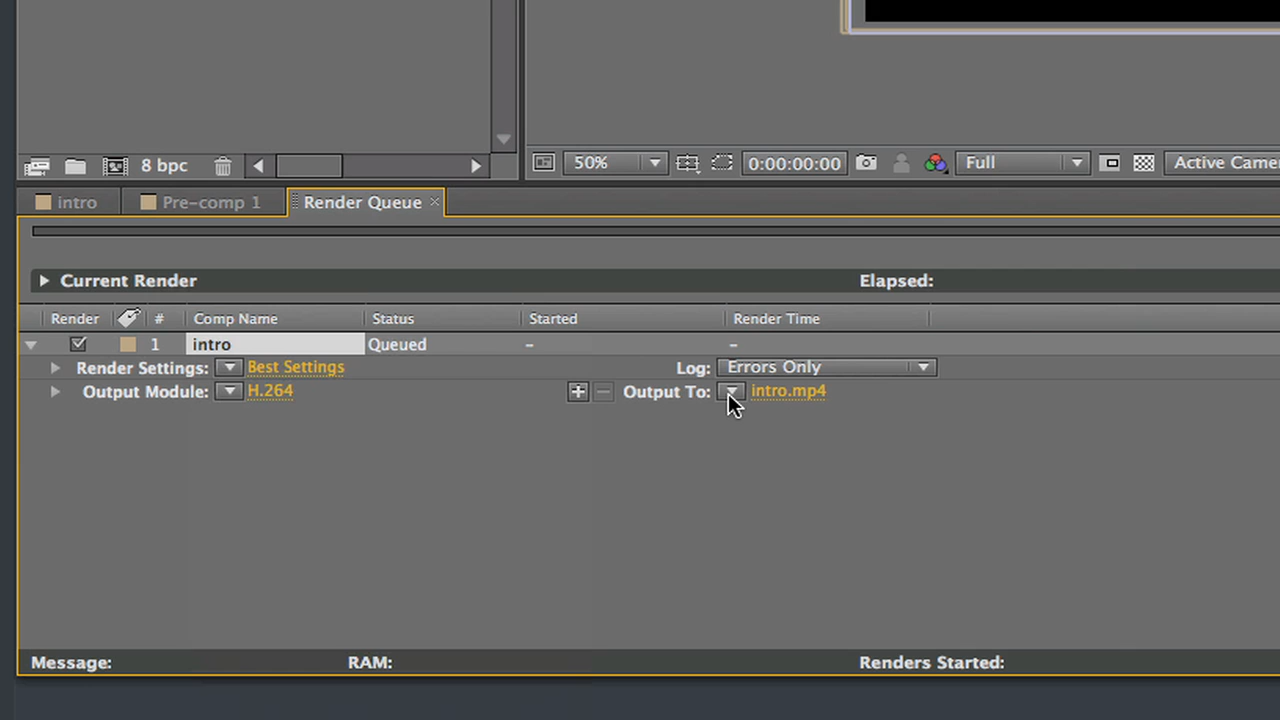 8 bpc
50%
0:00:00:00
Full
Active Came
intro
Pre-comp 1
Render Queue
Current Render
Elapsed:
Render # Comp Name Status Started Render Time
1 intro Queued - -
Render Settings: Best Settings Log: Errors Only
Output Module: H.264 Output To: intro.mp4
Message: RAM: Renders Started: